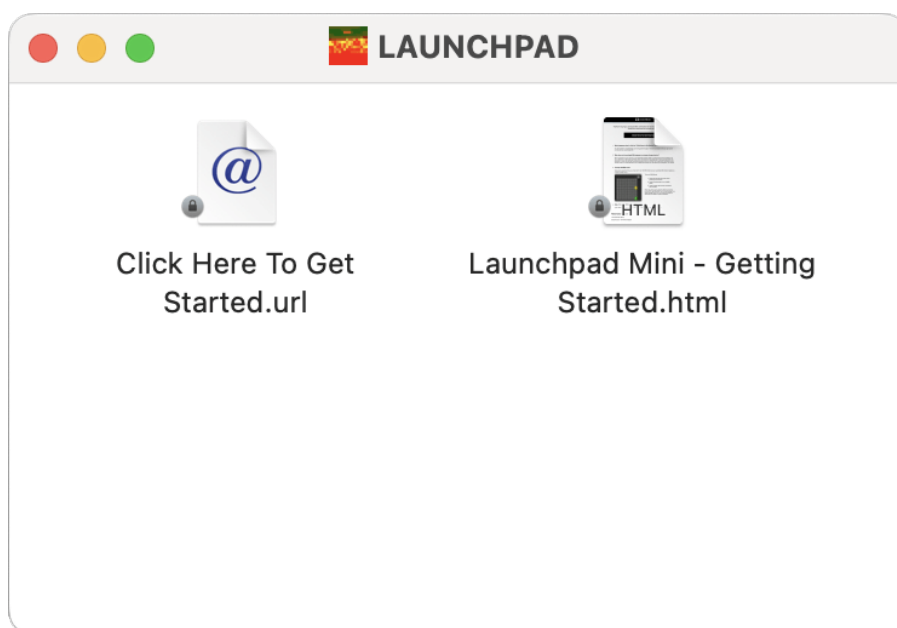 LAUNCHPAD
Click Here To Get
Started.url
HTML
Launchpad Mini - Getting
Started.html